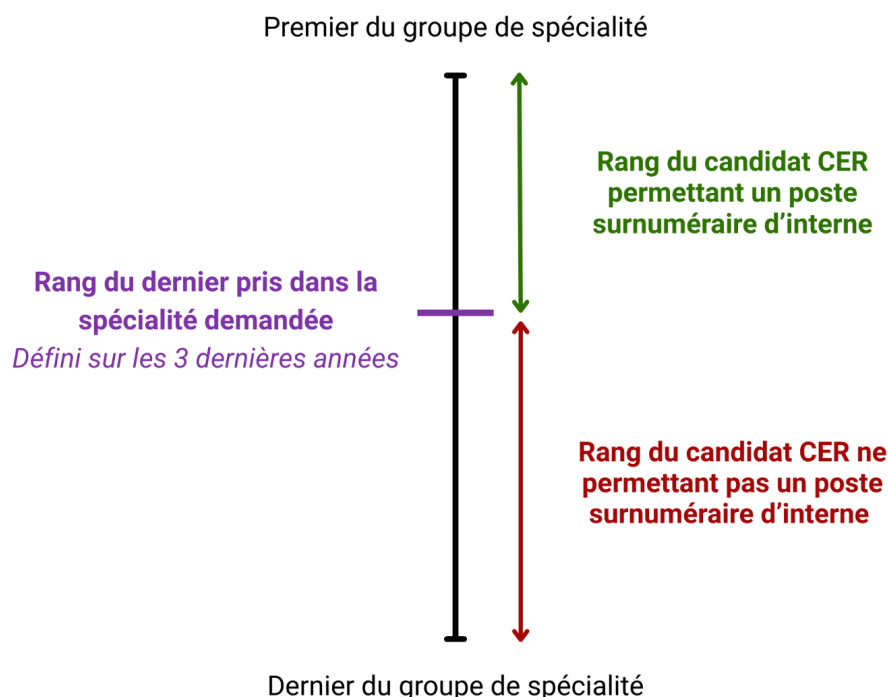 Premier du groupe de spécialité
Rang du candidat CER
permettant un poste
surnuméraire d'interne
Rang du dernier pris dans la
spécialité demandée
Défini sur les 3 dernières années
Rang du candidat CER ne
permettant pas un poste
surnuméraire d'interne
Dernier du groupe de spécialité